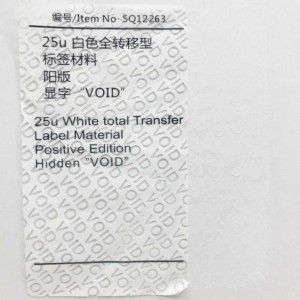 编号/Item No SQ12263
25u 白色全转移型
标签材料
阳版
显字“VOID”
25u White total Transfer
Label Material
Positive Edition
Hidden “VOID”